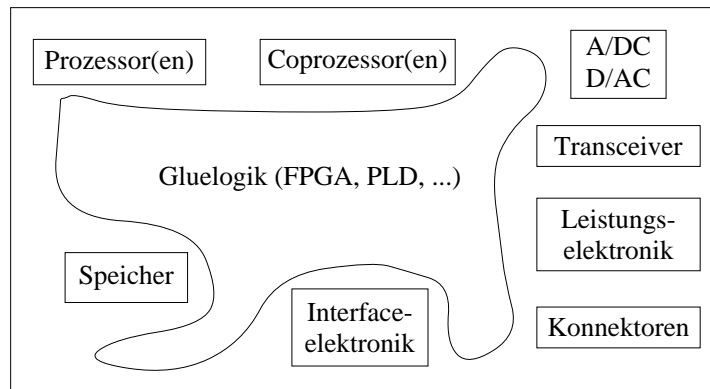 Prozessor(en)
Coprozessor(en)
A/DC
D/AC
Transceiver
Gluelogik (FPGA, PLD, ...)
Leistungs-
elektronik
Speicher
Interface-
elektronik
Konnektoren